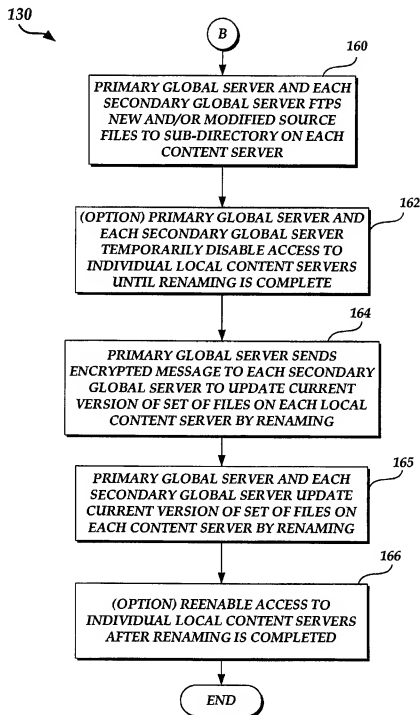 130
B
160
PRIMARY GLOBAL SERVER AND EACH
SECONDARY GLOBAL SERVER FTPS
NEW AND/OR MODIFIED SOURCE
FILES TO SUB-DIRECTORY ON EACH
CONTENT SERVER
162
(OPTION) PRIMARY GLOBAL SERVER AND
EACH SECONDARY GLOBAL SERVER
TEMPORARILY DISABLE ACCESS TO
INDIVIDUAL LOCAL CONTENT SERVERS
UNTIL RENAMING IS COMPLETE
164
PRIMARY GLOBAL SERVER SENDS
ENCRYPTED MESSAGE TO EACH SECONDARY
GLOBAL SERVER TO UPDATE CURRENT
VERSION OF SET OF FILES ON EACH LOCAL
CONTENT SERVER BY RENAMING
165
PRIMARY GLOBAL SERVER AND EACH
SECONDARY GLOBAL SERVER UPDATE
CURRENT VERSION OF SET OF FILES ON
EACH CONTENT SERVER BY RENAMING
166
(OPTION) REENABLE ACCESS TO
INDIVIDUAL LOCAL CONTENT SERVERS
AFTER RENAMING IS COMPLETED
END